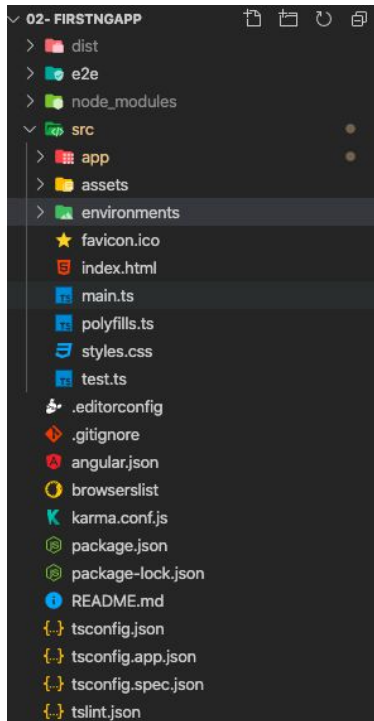 02- FIRSTNGAPP
dist
e2e
node_modules
src
app
assets
environments
favicon.ico
index.html
main.ts
polyfills.ts
styles.css
test.ts
.editorconfig
.gitignore
angular.json
browserslist
karma.conf.js
package.json
package-lock.json
README.md
tsconfig.json
tsconfig.app.json
tsconfig.spec.json
tslint.json